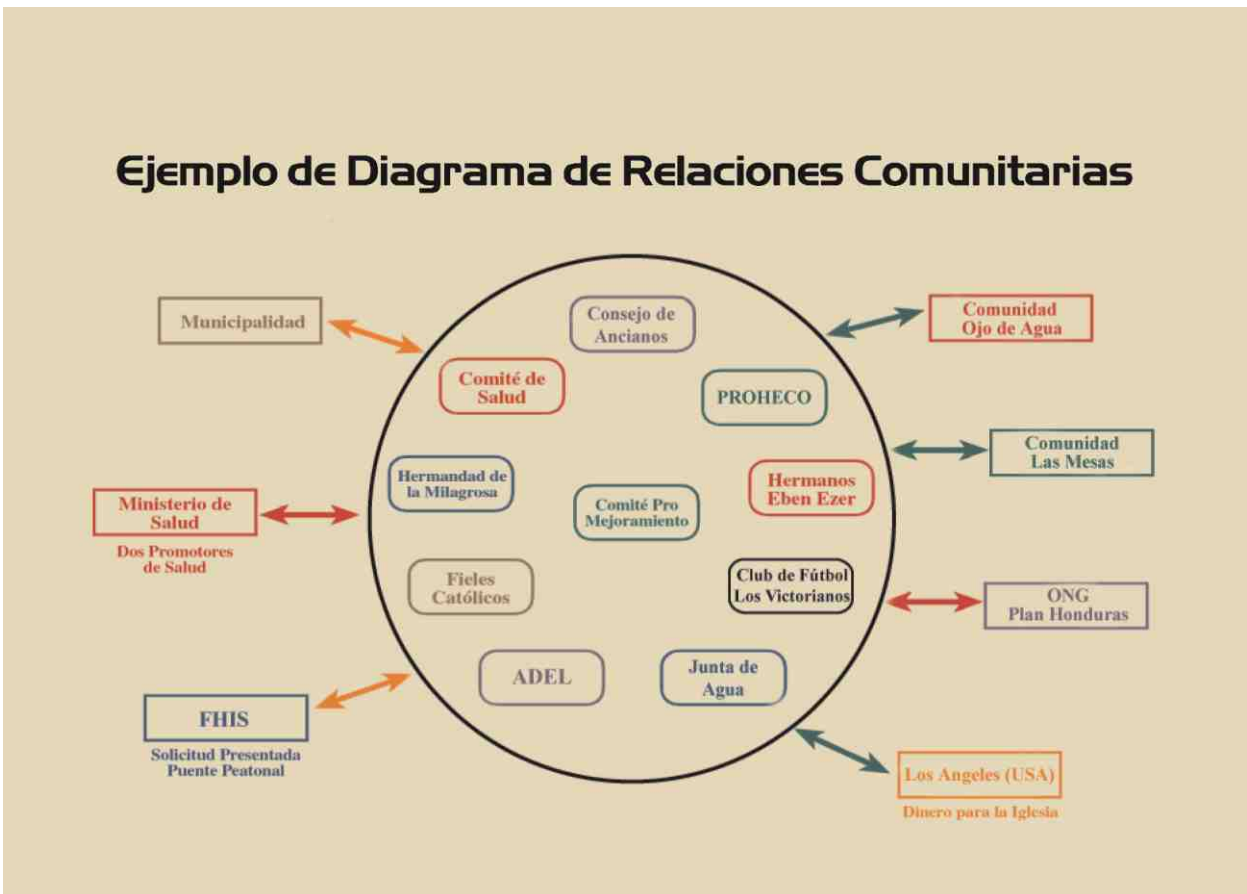 Ejemplo de Diagrama de Relaciones Comunitarias
Municipalidad
Consejo de
Ancianos
Comunidad
Ojo de Agua
Comité de
Salud
PROHECO
Comunidad
Las Mesas
Hermandad de
la Milagrosa
Hermanos
Eben Ezer
Ministerio de
Salud
Dos Promotores
de Salud
Comité Pro
Mejoramiento
Fieles
Católicos
Club de Fútbol
Los Victorianos
ONG
Plan Honduras
ADEL
Junta de
Agua
FHIS
Solicitud Presentada
Puente Peatonal
Los Angeles (USA)
Dinero para la Iglesia